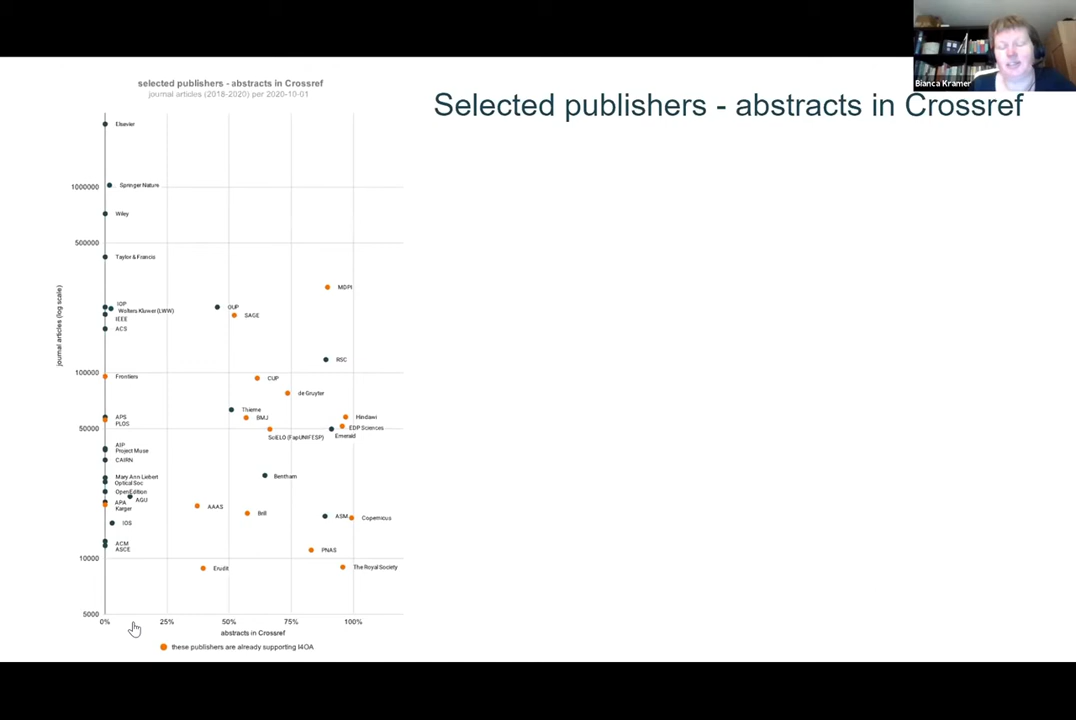 Bianca Kramer
selected publishers - abstracts in Crossref
journal articles (2018-2020) per 2020-10-01
Selected publishers - abstracts in Crossref
Elsevier
Springer Nature
1000000
Wiley
500000
Taylor & Francis
MDPI
IOP
Wolters Kluwer (LWW)
OUP
IEEE
SAGE
ACS
journal articles (log scale)
RSC
100000
Frontiers
CUP
de Gruyter
Thieme
APS
BMJ
Hindawi
PLOS
50000
EDP Sciences
SciELO (FapUNIFESP)
Emerald
AIP
Project Muse
CAIRN
Mary Ann Liebert
Bentham
Optical Soc
OpenEdition
AGU
APA
Karger
AAAS
Brill
ASM
Copernicus
IOS
ACM
ASCE
PNAS
10000
Erudit
The Royal Society
5000
0%
25%
50%
75%
100%
abstracts in Crossref
these publishers are already supporting I4OA